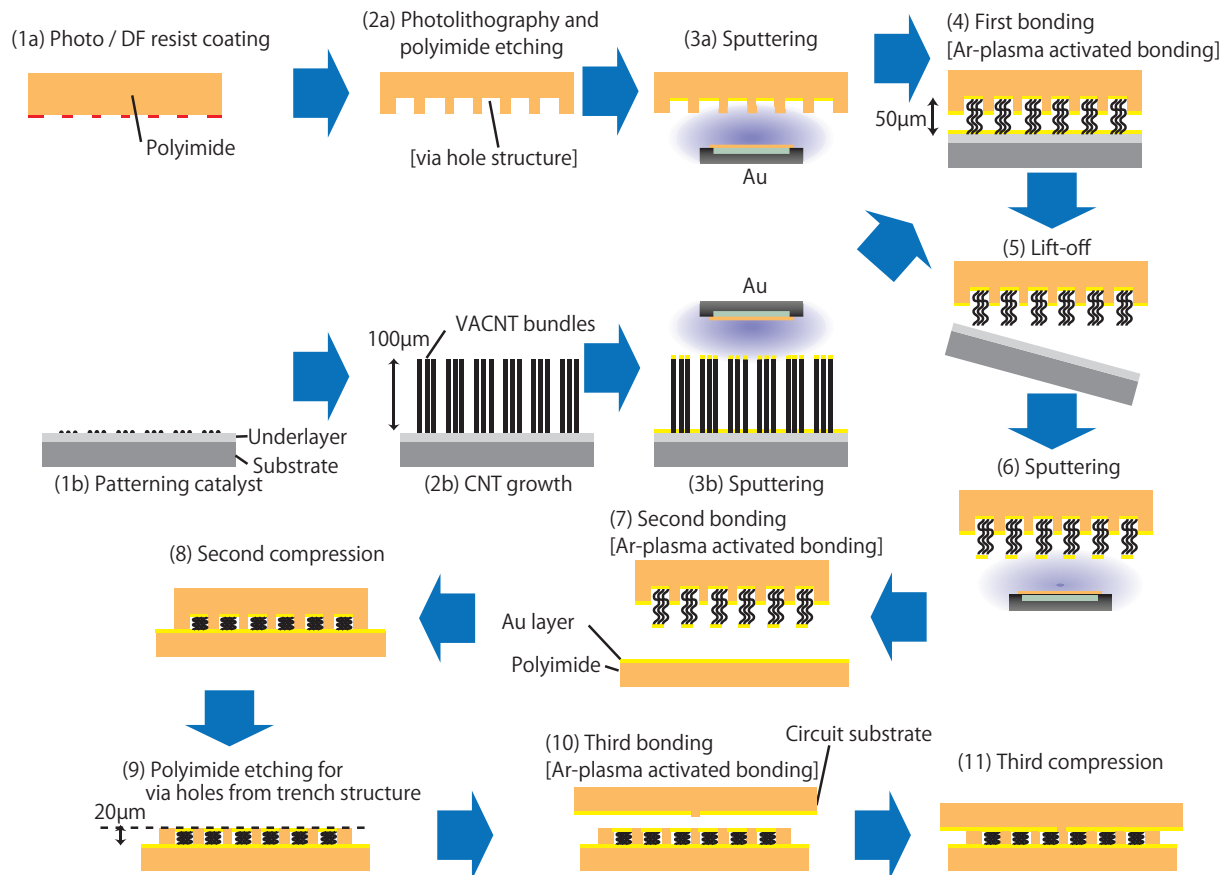 (1a) Photo / DF resist coating
Polyimide
(2a) Photolithography and
polyimide etching
[via hole structure]
(3a) Sputtering
Au
(4) First bonding
[Ar-plasma activated bonding]
50μm
(5) Lift-off
Underlayer
Substrate
(1b) Patterning catalyst
100μm
VACNT bundles
(2b) CNT growth
Au
(3b) Sputtering
(6) Sputtering
(7) Second bonding
[Ar-plasma activated bonding]
Au layer
Polyimide
(8) Second compression
(9) Polyimide etching for
via holes from trench structure
20μm
(10) Third bonding
[Ar-plasma activated bonding]
Circuit substrate
(11) Third compression